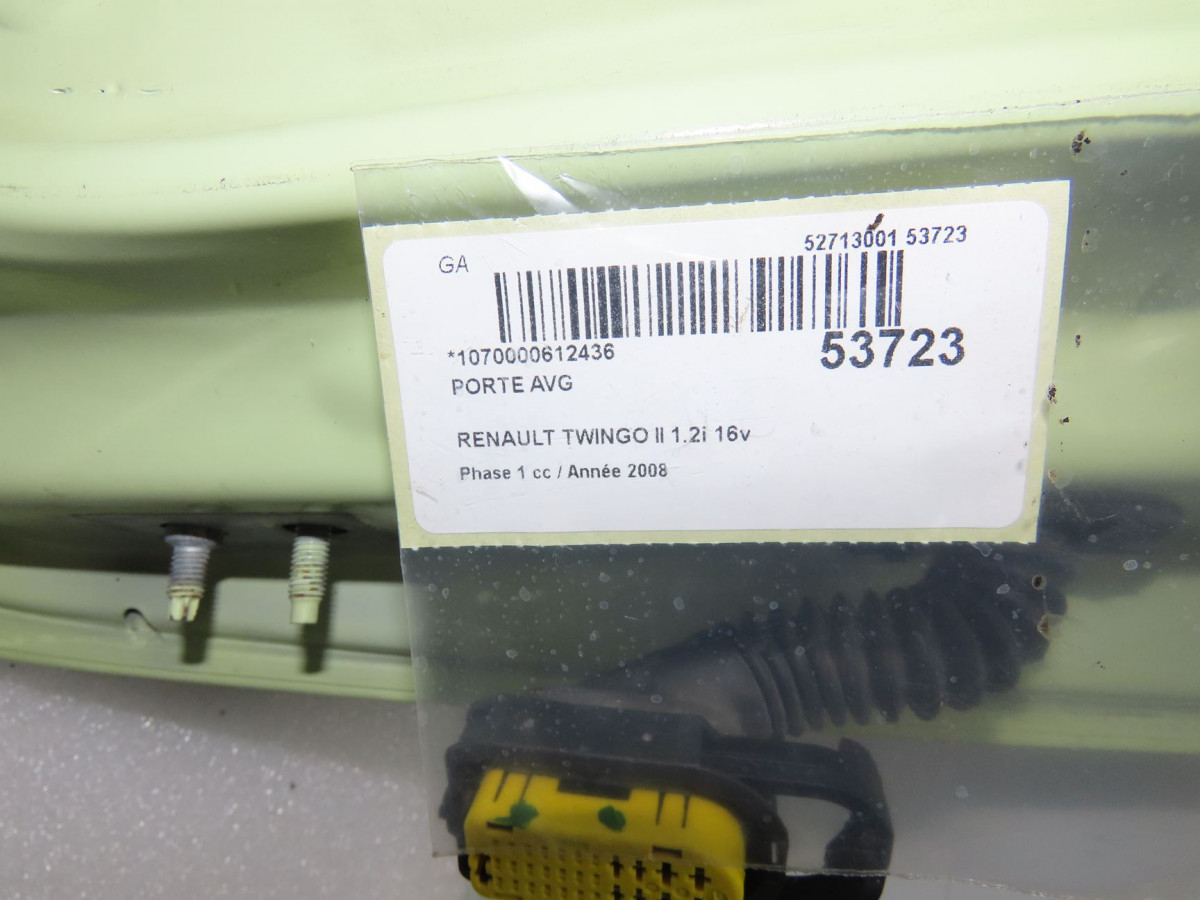 52713001 53723
GA
*1070000612436
53723
PORTE AVG
RENAULT TWINGO II 1.2i 16v
Phase 1 cc / Année 2008